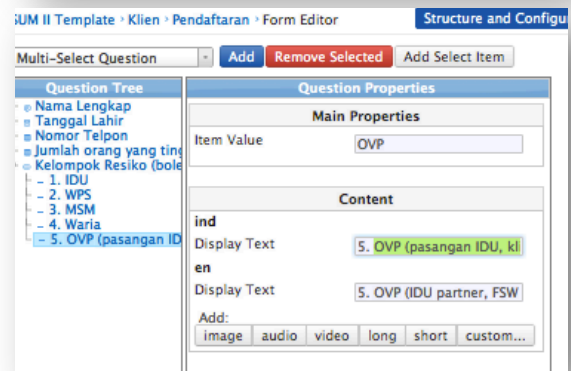 SUM II Template › Klien › Pendaftaran › Form Editor
Structure and Configu
Multi-Select Question
Add
Remove Selected
Add Select Item
Question Tree
Nama Lengkap
Tanggal Lahir
Nomor Telpon
Jumlah orang yang ting
Kelompok Resiko (bole
– 1. IDU
– 2. WPS
– 3. MSM
– 4. Waria
– 5. OVP (pasangan ID
Question Properties
Main Properties
Item Value
OVP
Content
ind
Display Text
5. OVP (pasangan IDU, kli
en
Display Text
5. OVP (IDU partner, FSW
Add:
image audio video long short custom...